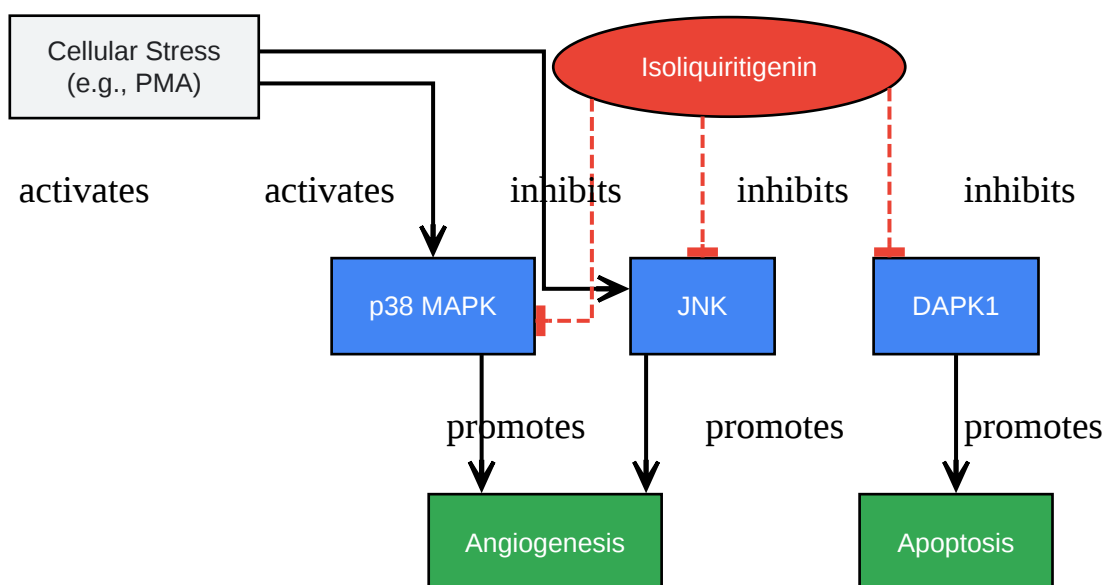 Cellular Stress
(e.g., PMA)
Isoliquiritigenin
activates
activates
inhibits
inhibits
inhibits
p38 MAPK
JNK
DAPK1
promotes
promotes
promotes
Angiogenesis
Apoptosis